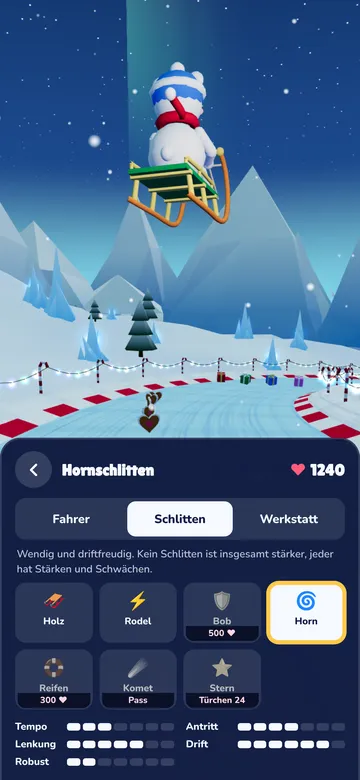 Hornschlitten
1240
Fahrer Schlitten Werkstatt
Wendig und driftfreudig. Kein Schlitten ist insgesamt stärker, jeder
hat Stärken und Schwächen.
Holz Rodel Bob Horn
500
Reifen Komet Stern
300 Pass Türchen 24
Tempo Antritt
Lenkung Drift
Robust